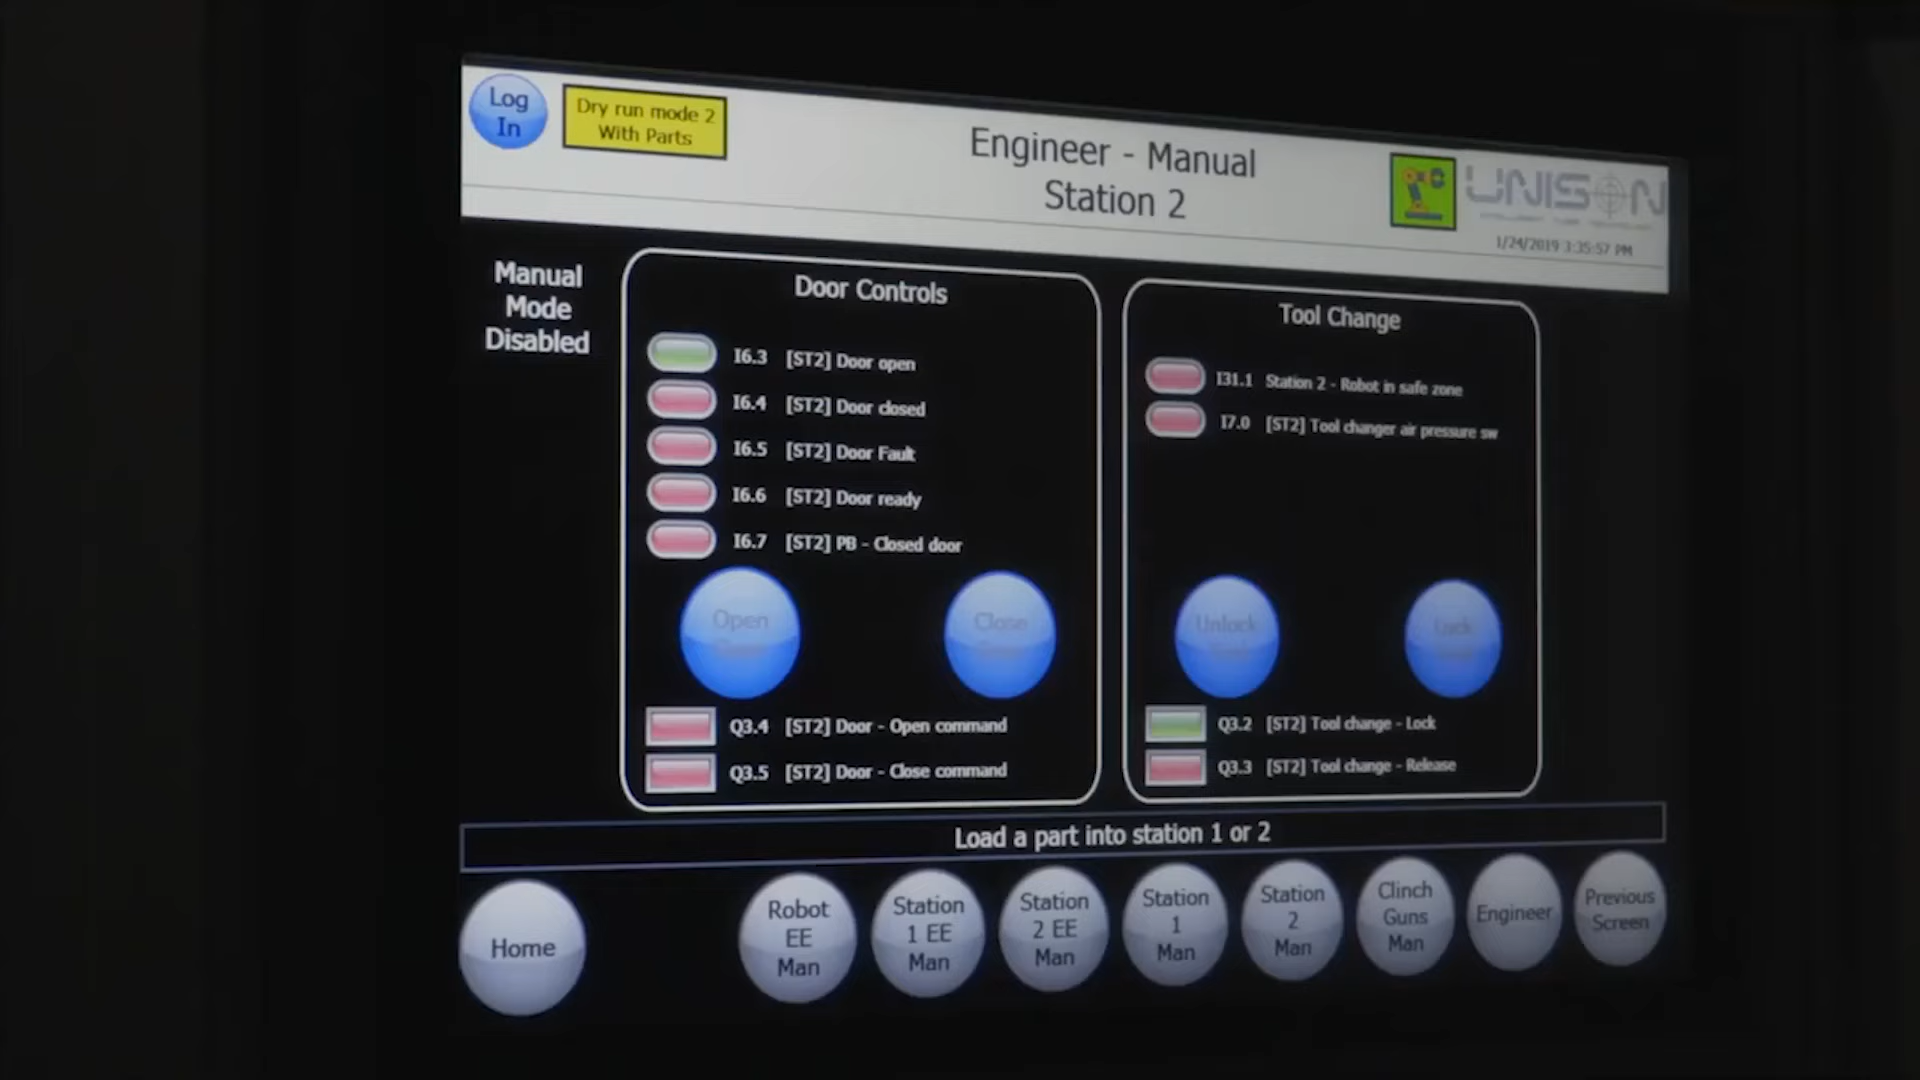 Log
In
Dry run mode 2
With Parts
Engineer - Manual
Station 2
UNISON
1/24/2019 3:35:57 PM
Manual
Mode
Disabled
Door Controls
I6.3 [ST2] Door open
I6.4 [ST2] Door closed
I6.5 [ST2] Door Fault
I6.6 [ST2] Door ready
I6.7 [ST2] PB - Closed door
Open
Close
Q3.4 [ST2] Door - Open command
Q3.5 [ST2] Door - Close command
Tool Change
I31.1 Station 2 - Robot in safe zone
I7.0 [ST2] Tool changer air pressure sw
Unlock
Lock
Q3.2 [ST2] Tool change - Lock
Q3.3 [ST2] Tool change - Release
Load a part into station 1 or 2
Home
Robot
EE
Man
Station
1 EE
Man
Station
2 EE
Man
Station
1
Man
Station
2
Man
Clinch
Guns
Man
Engineer
Previous
Screen